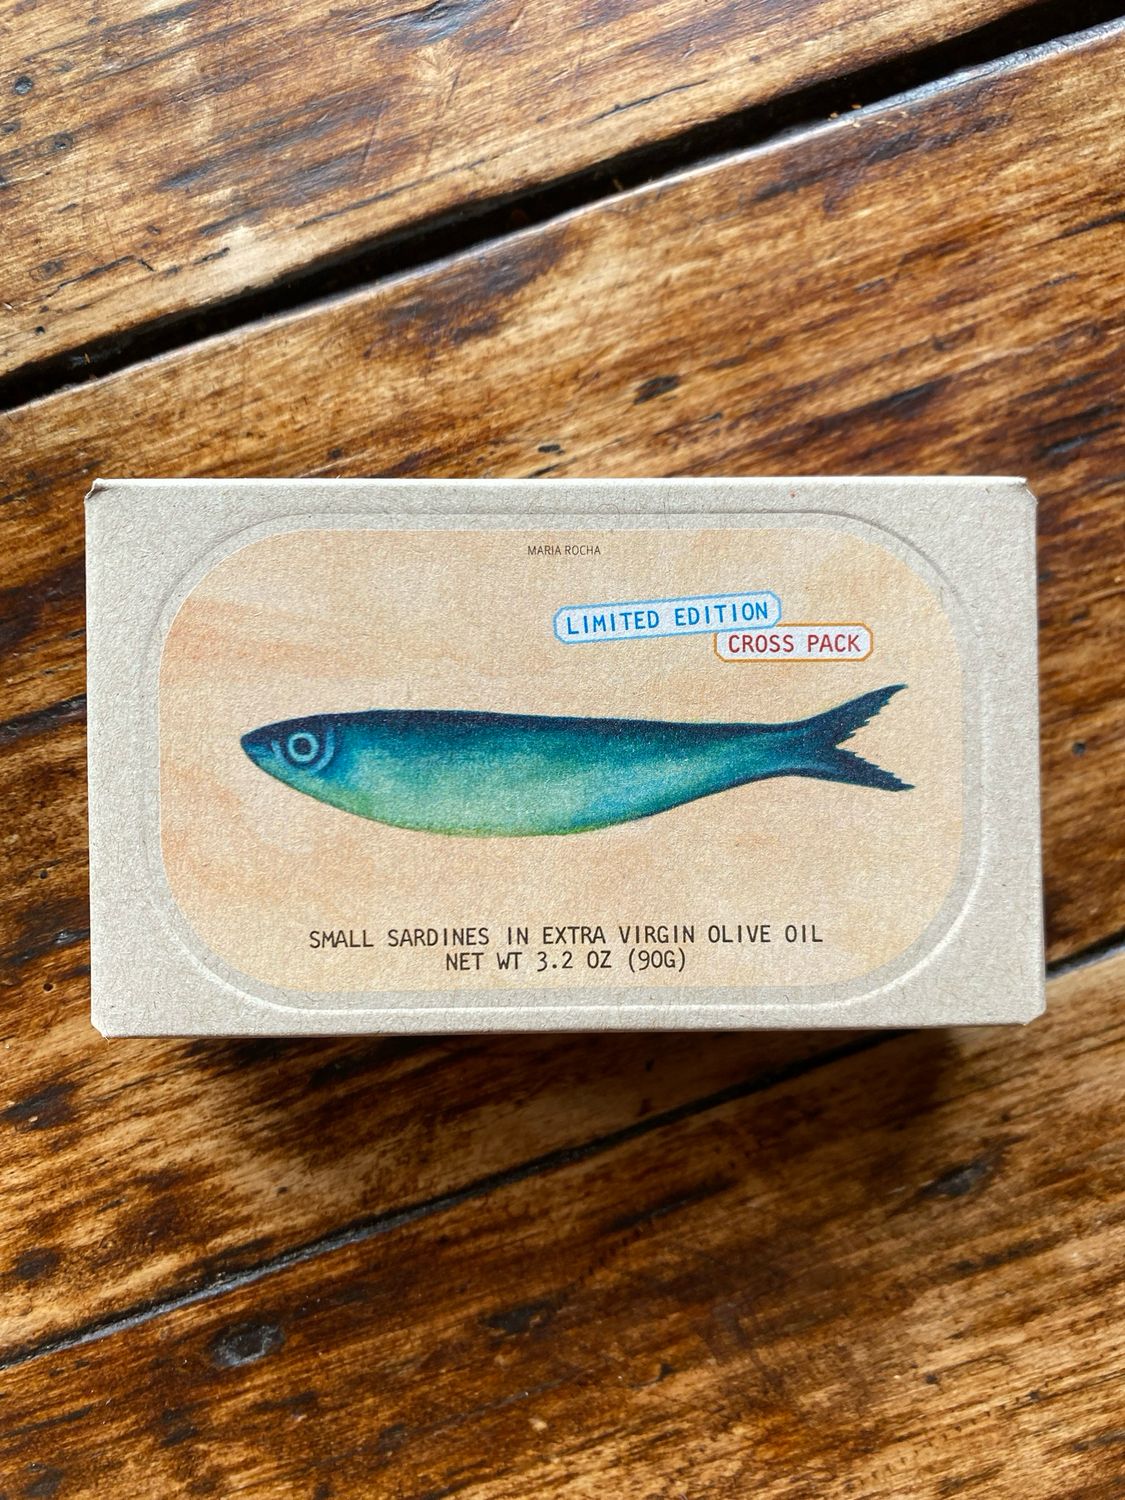 MARIA ROCHA
LIMITED EDITION
CROSS PACK
SMALL SARDINES IN EXTRA VIRGIN OLIVE OIL
NET WT 3.2 OZ (90G)